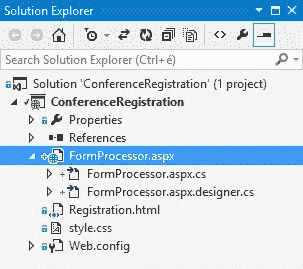 Solution Explorer
Search Solution Explorer (Ctrl+é)
Solution 'ConferenceRegistration' (1 project)
ConferenceRegistration
Properties
References
FormProcessor.aspx
FormProcessor.aspx.cs
FormProcessor.aspx.designer.cs
Registration.html
style.css
Web.config